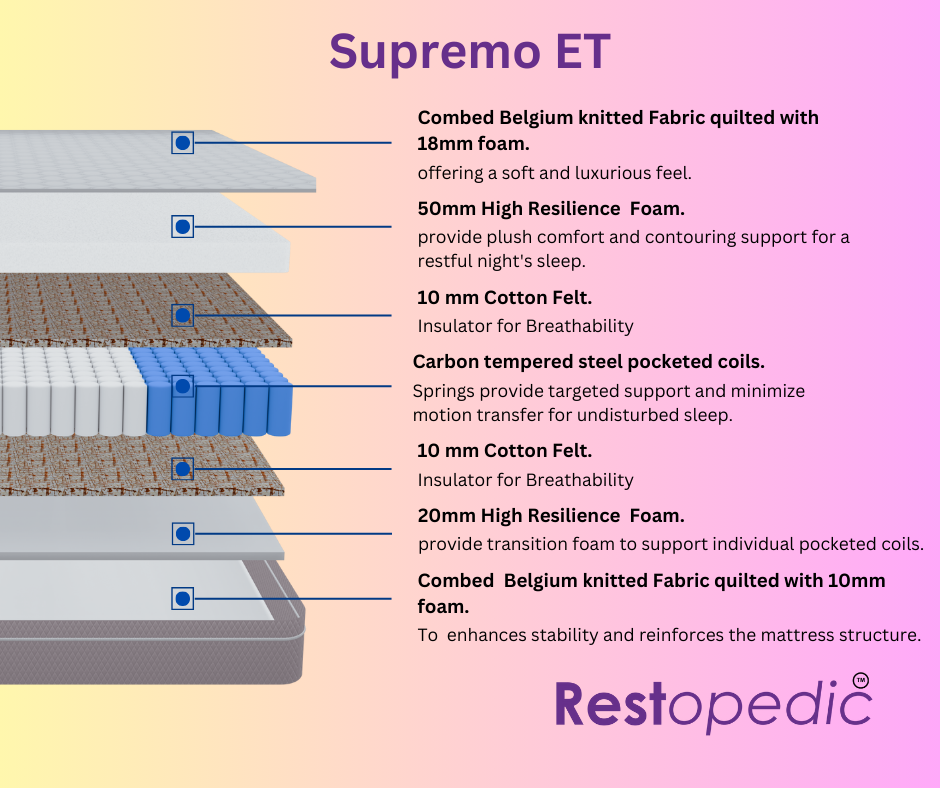 Supremo ET
Combed Belgium knitted Fabric quilted with
18mm foam.
offering a soft and luxurious feel.
50mm High Resilience  Foam.
provide plush comfort and contouring support for a
restful night's sleep.
10 mm Cotton Felt.
Insulator for Breathability
Carbon tempered steel pocketed coils.
Springs provide targeted support and minimize
motion transfer for undisturbed sleep.
10 mm Cotton Felt.
Insulator for Breathability
20mm High Resilience  Foam.
provide transition foam to support individual pocketed coils.
Combed  Belgium knitted Fabric quilted with 10mm
foam.
To  enhances stability and reinforces the mattress structure.
Restopedic TM